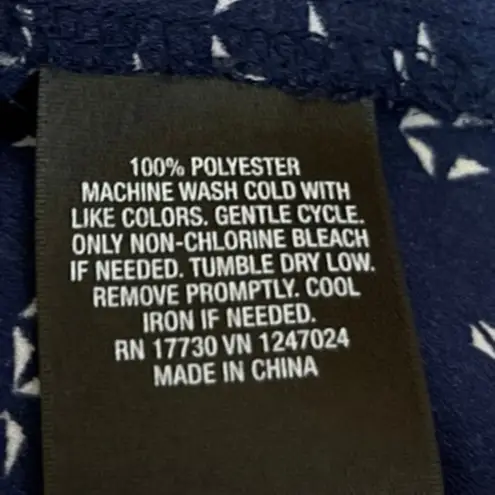 100% POLYESTER
MACHINE WASH COLD WITH
LIKE COLORS. GENTLE CYCLE.
ONLY NON-CHLORINE BLEACH
IF NEEDED. TUMBLE DRY LOW.
REMOVE PROMPTLY. COOL
IRON IF NEEDED.
RN 17730 VN 1247024
MADE IN CHINA